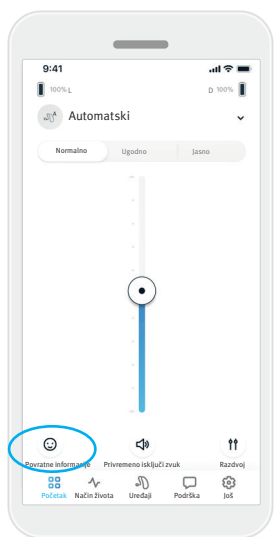 9:41
100% L D 100%
Automatski
Normalno Ugodno Jasno
Povratne informacije Privremeno isključi zvuk Razdvoj
Početak Način života Uređaji Podrška Još